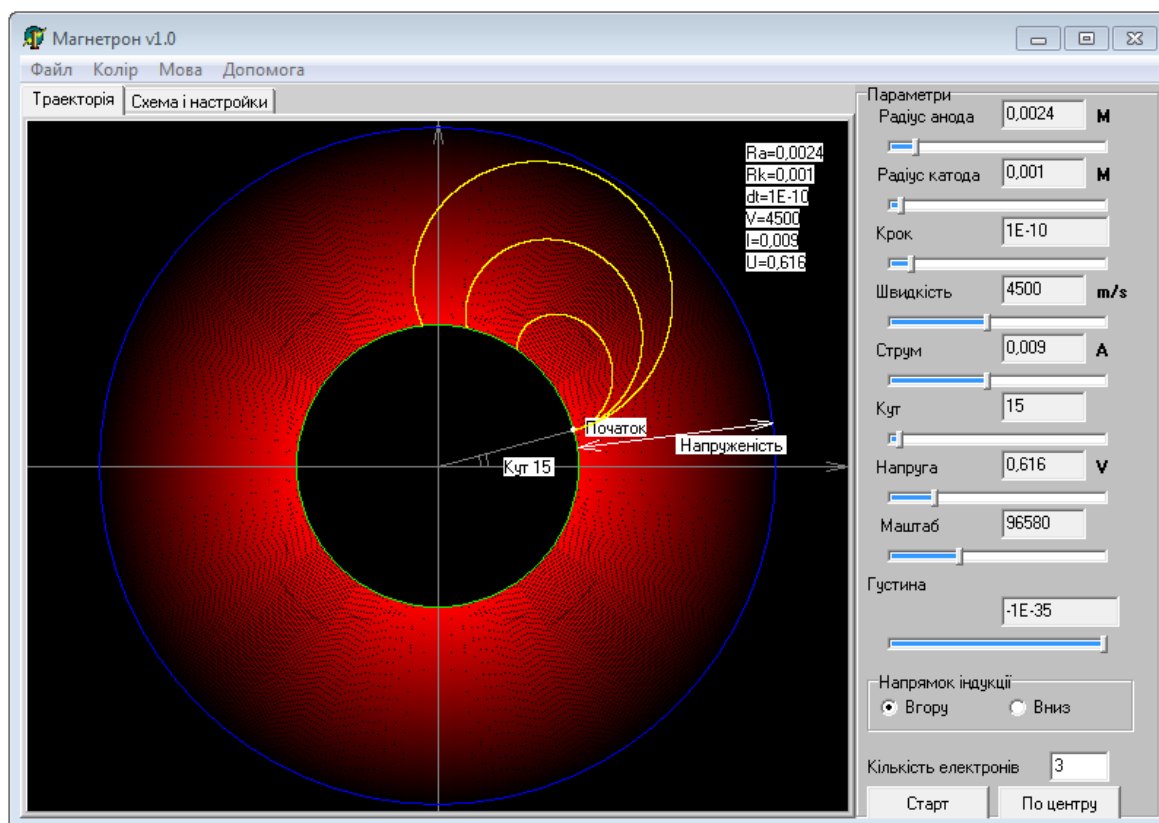 Магнетрон v1.0
Файл Колір Мова Допомога
Траекторія Схема і настройки
Ra=0,0024
Rk=0,001
dt=1E-10
V=4500
I=0,009
U=0,616
Початок
Напруженість
Кут 15
Параметри
Радіус анода 0,0024 М
Радіус катода 0,001 М
Крок 1E-10
Швидкість 4500 m/s
Струм 0,009 А
Кут 15
Напруга 0,616 V
Маштаб 96580
Густина
-1E-35
Напрямок індукції
Вгору Вниз
Кількість електронів 3
Старт По центру